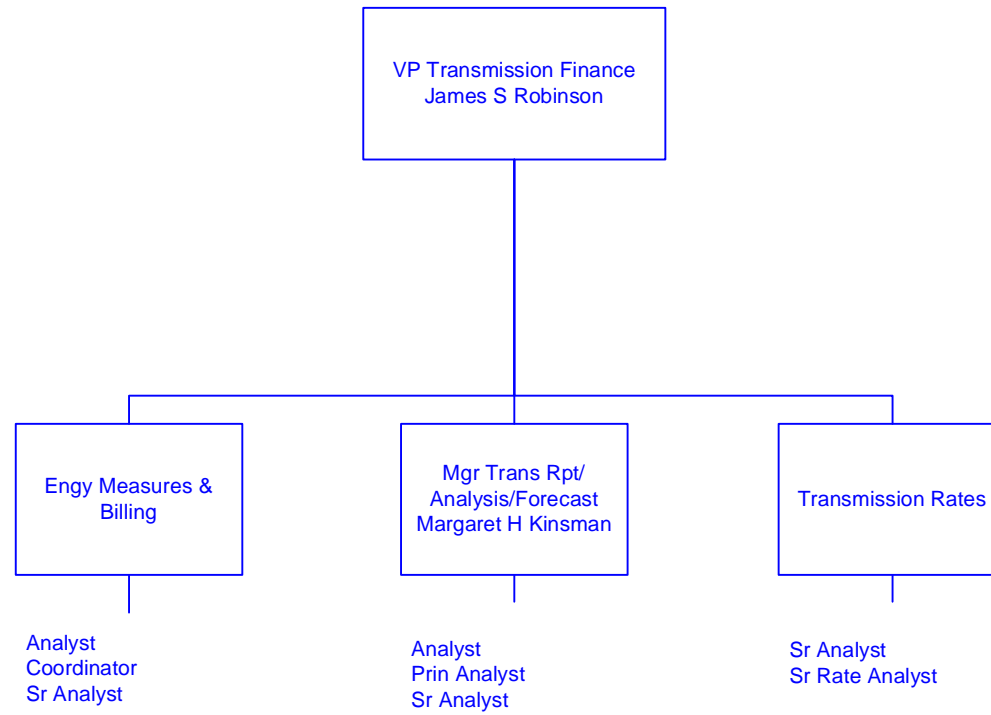 VP Transmission Finance
James S Robinson
Engy Measures &
Billing
Mgr Trans Rpt/
Analysis/Forecast
Margaret H Kinsman
Transmission Rates
Analyst
Coordinator
Sr Analyst
Analyst
Prin Analyst
Sr Analyst
Sr Analyst
Sr Rate Analyst